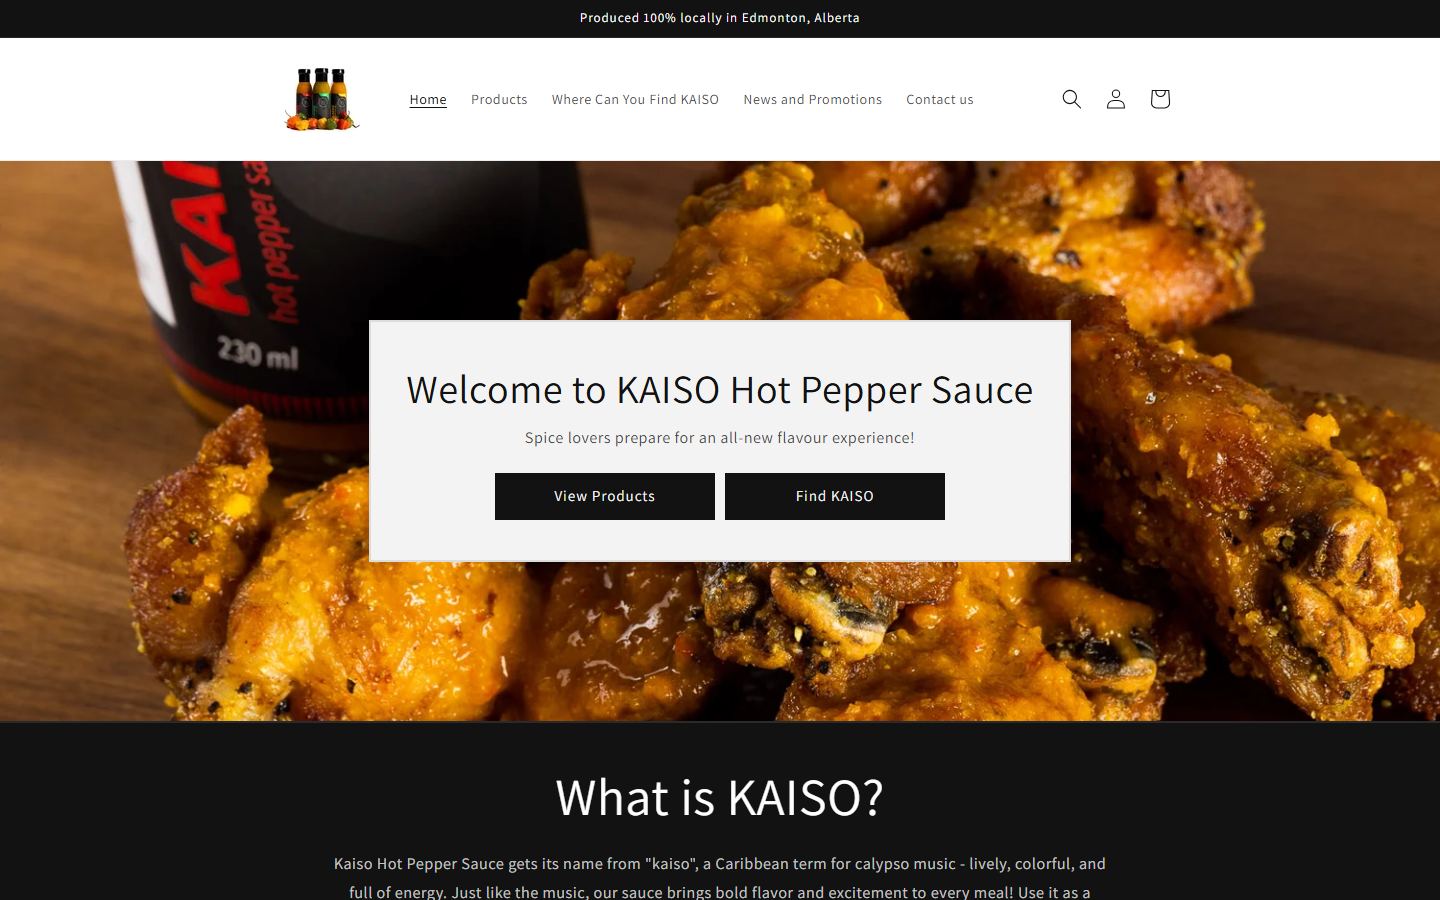 Produced 100% locally in Edmonton, Alberta
Home
Products
Where Can You Find KAISO
News and Promotions
Contact us
KAI
hot pepper sa
230 ml
Welcome to KAISO Hot Pepper Sauce
Spice lovers prepare for an all-new flavour experience!
View Products
Find KAISO
What is KAISO?
Kaiso Hot Pepper Sauce gets its name from "kaiso", a Caribbean term for calypso music - lively, colorful, and
full of energy. Just like the music, our sauce brings bold flavor and excitement to every meal! Use it as a